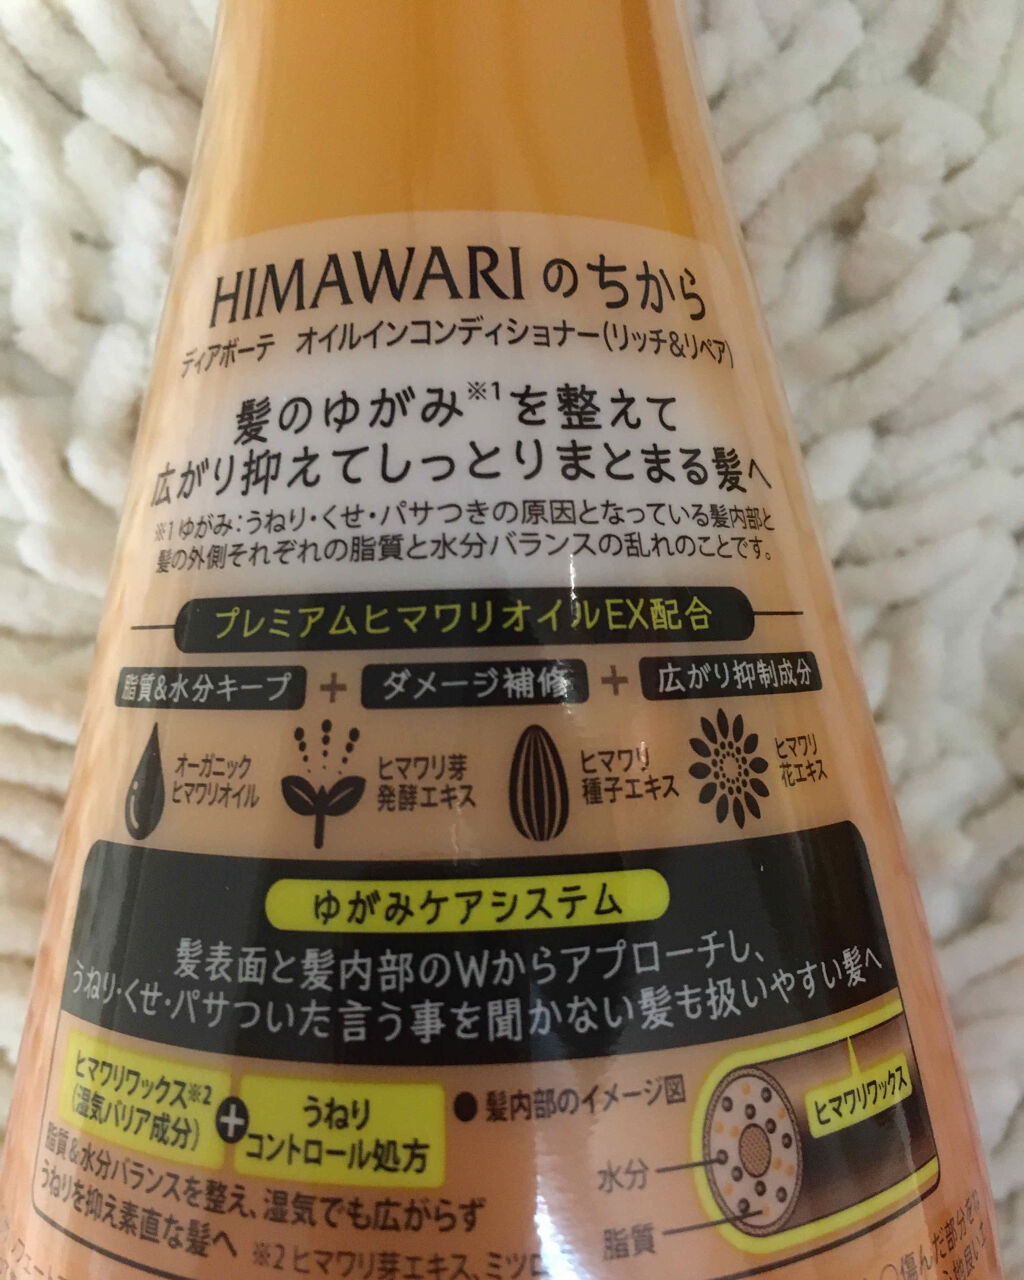 HIMAWARIのちから
ディアボーテ オイルインコンディショナー(リッチ&リペア)
髪のゆがみ※1を整えて
広がり抑えてしっとりまとまる髪へ
※1 ゆがみ:うねり・くせ・パサつきの原因となっている髪内部と
髪の外側それぞれの脂質と水分バランスの乱れのことです。
プレミアムヒマワリオイルEX配合
脂質&水分キープ + ダメージ補修 + 広がり抑制成分
オーガニック
ヒマワリオイル
ヒマワリ芽
発酵エキス
ヒマワリ
種子エキス
ヒマワリ
花エキス
ゆがみケアシステム
髪表面と髪内部のWからアプローチし、
うねり・くせ・パサついた言う事を聞かない髪も扱いやすい髪へ
ヒマワリワックス※2
(湿気バリア成分)
+
うねり
コントロール処方
脂質&水分バランスを整え、湿気でも広がらず
うねりを抑え素直な髪へ
※2 ヒマワリ芽エキス、ミツロ
●髪内部のイメージ図
ヒマワリワックス
水分
脂質
○傷んだ部分を